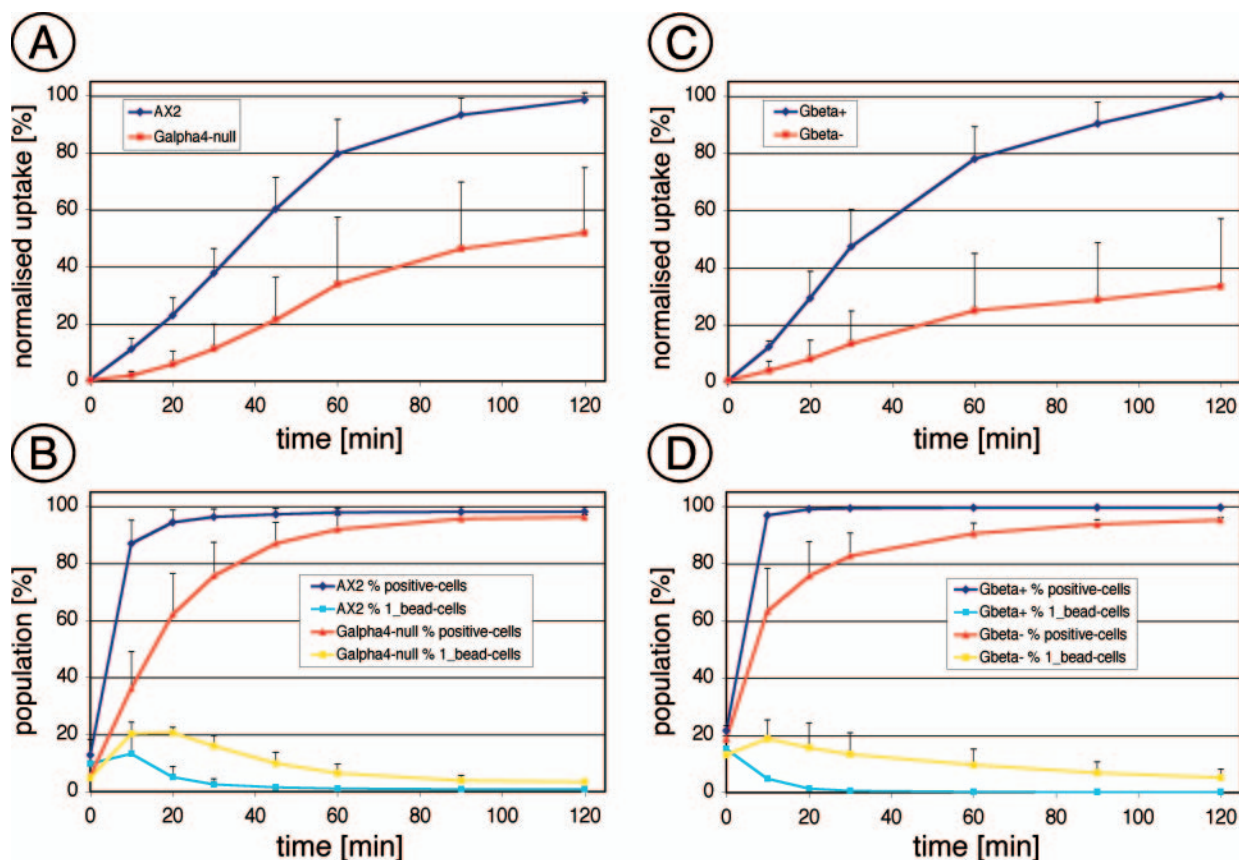 A
normalised uptake [%]
100
80
60
40
20
0
AX2
Galpha4-null
0 20 40 60 80 100 120
time [min]
C
normalised uptake [%]
100
80
60
40
20
0
Gbeta+
Gbeta-
0 20 40 60 80 100 120
time [min]
B
population [%]
100
80
60
40
20
0
AX2 % positive-cells
AX2 % 1_bead-cells
Galpha4-null % positive-cells
Galpha4-null % 1_bead-cells
0 20 40 60 80 100 120
time [min]
D
population [%]
100
80
60
40
20
0
Gbeta+ % positive-cells
Gbeta+ % 1_bead-cells
Gbeta- % positive-cells
Gbeta- % 1_bead-cells
0 20 40 60 80 100 120
time [min]